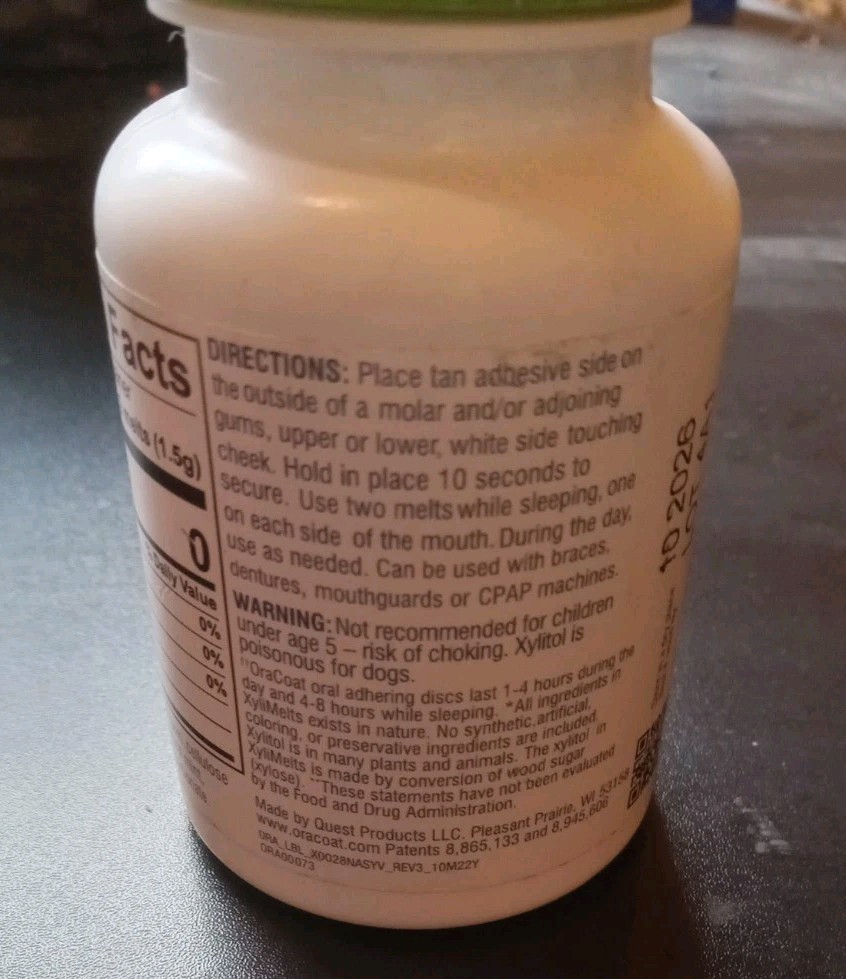 Facts
melts (1.5g)
0
% Daily Value
0%
0%
0%
DIRECTIONS: Place tan adhesive side on
the outside of a molar and/or adjoining
gums, upper or lower, white side touching
cheek. Hold in place 10 seconds to
secure. Use two melts while sleeping, one
on each side of the mouth. During the day,
use as needed. Can be used with braces,
dentures, mouthguards or CPAP machines.
WARNING: Not recommended for children
under age 5 – risk of choking. Xylitol is
poisonous for dogs.
††OraCoat oral adhering discs last 1-4 hours during the
day and 4-8 hours while sleeping. *All ingredients in
XyliMelts exists in nature. No synthetic, artificial,
coloring, or preservative ingredients are included.
Xylitol is in many plants and animals. The xylitol in
XyliMelts is made by conversion of wood sugar
(xylose). **These statements have not been evaluated
by the Food and Drug Administration.
Made by Quest Products LLC. Pleasant Prairie, WI 53158
www.oracoat.com Patents 8,865,133 and 8,945,606
ORA_LBL_X0028NASYV_REV3_10M22Y
ORA00073
10 2026